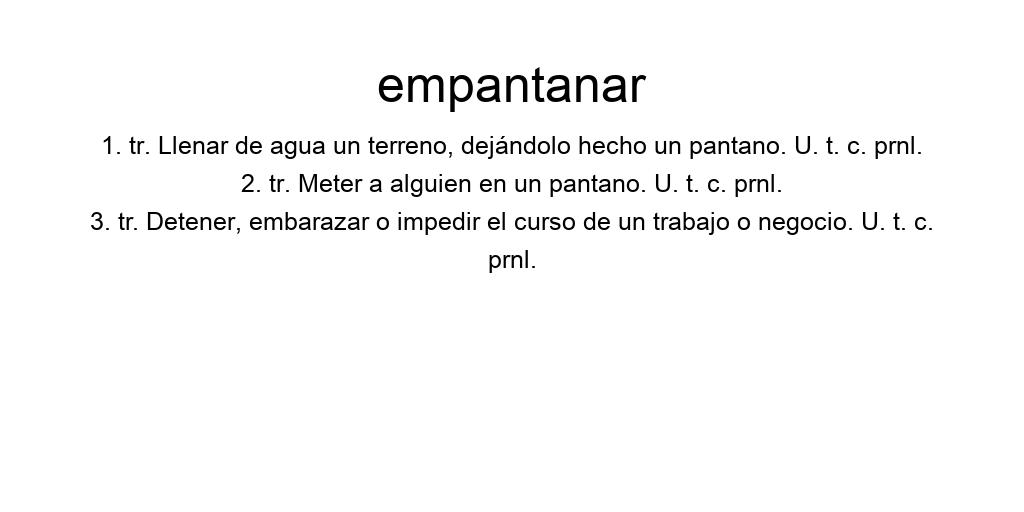 empantanar
1. tr. Llenar de agua un terreno, dejándolo hecho un pantano. U. t. c. prnl.
2. tr. Meter a alguien en un pantano. U. t. c. prnl.
3. tr. Detener, embarazar o impedir el curso de un trabajo o negocio. U. t. c.
prnl.